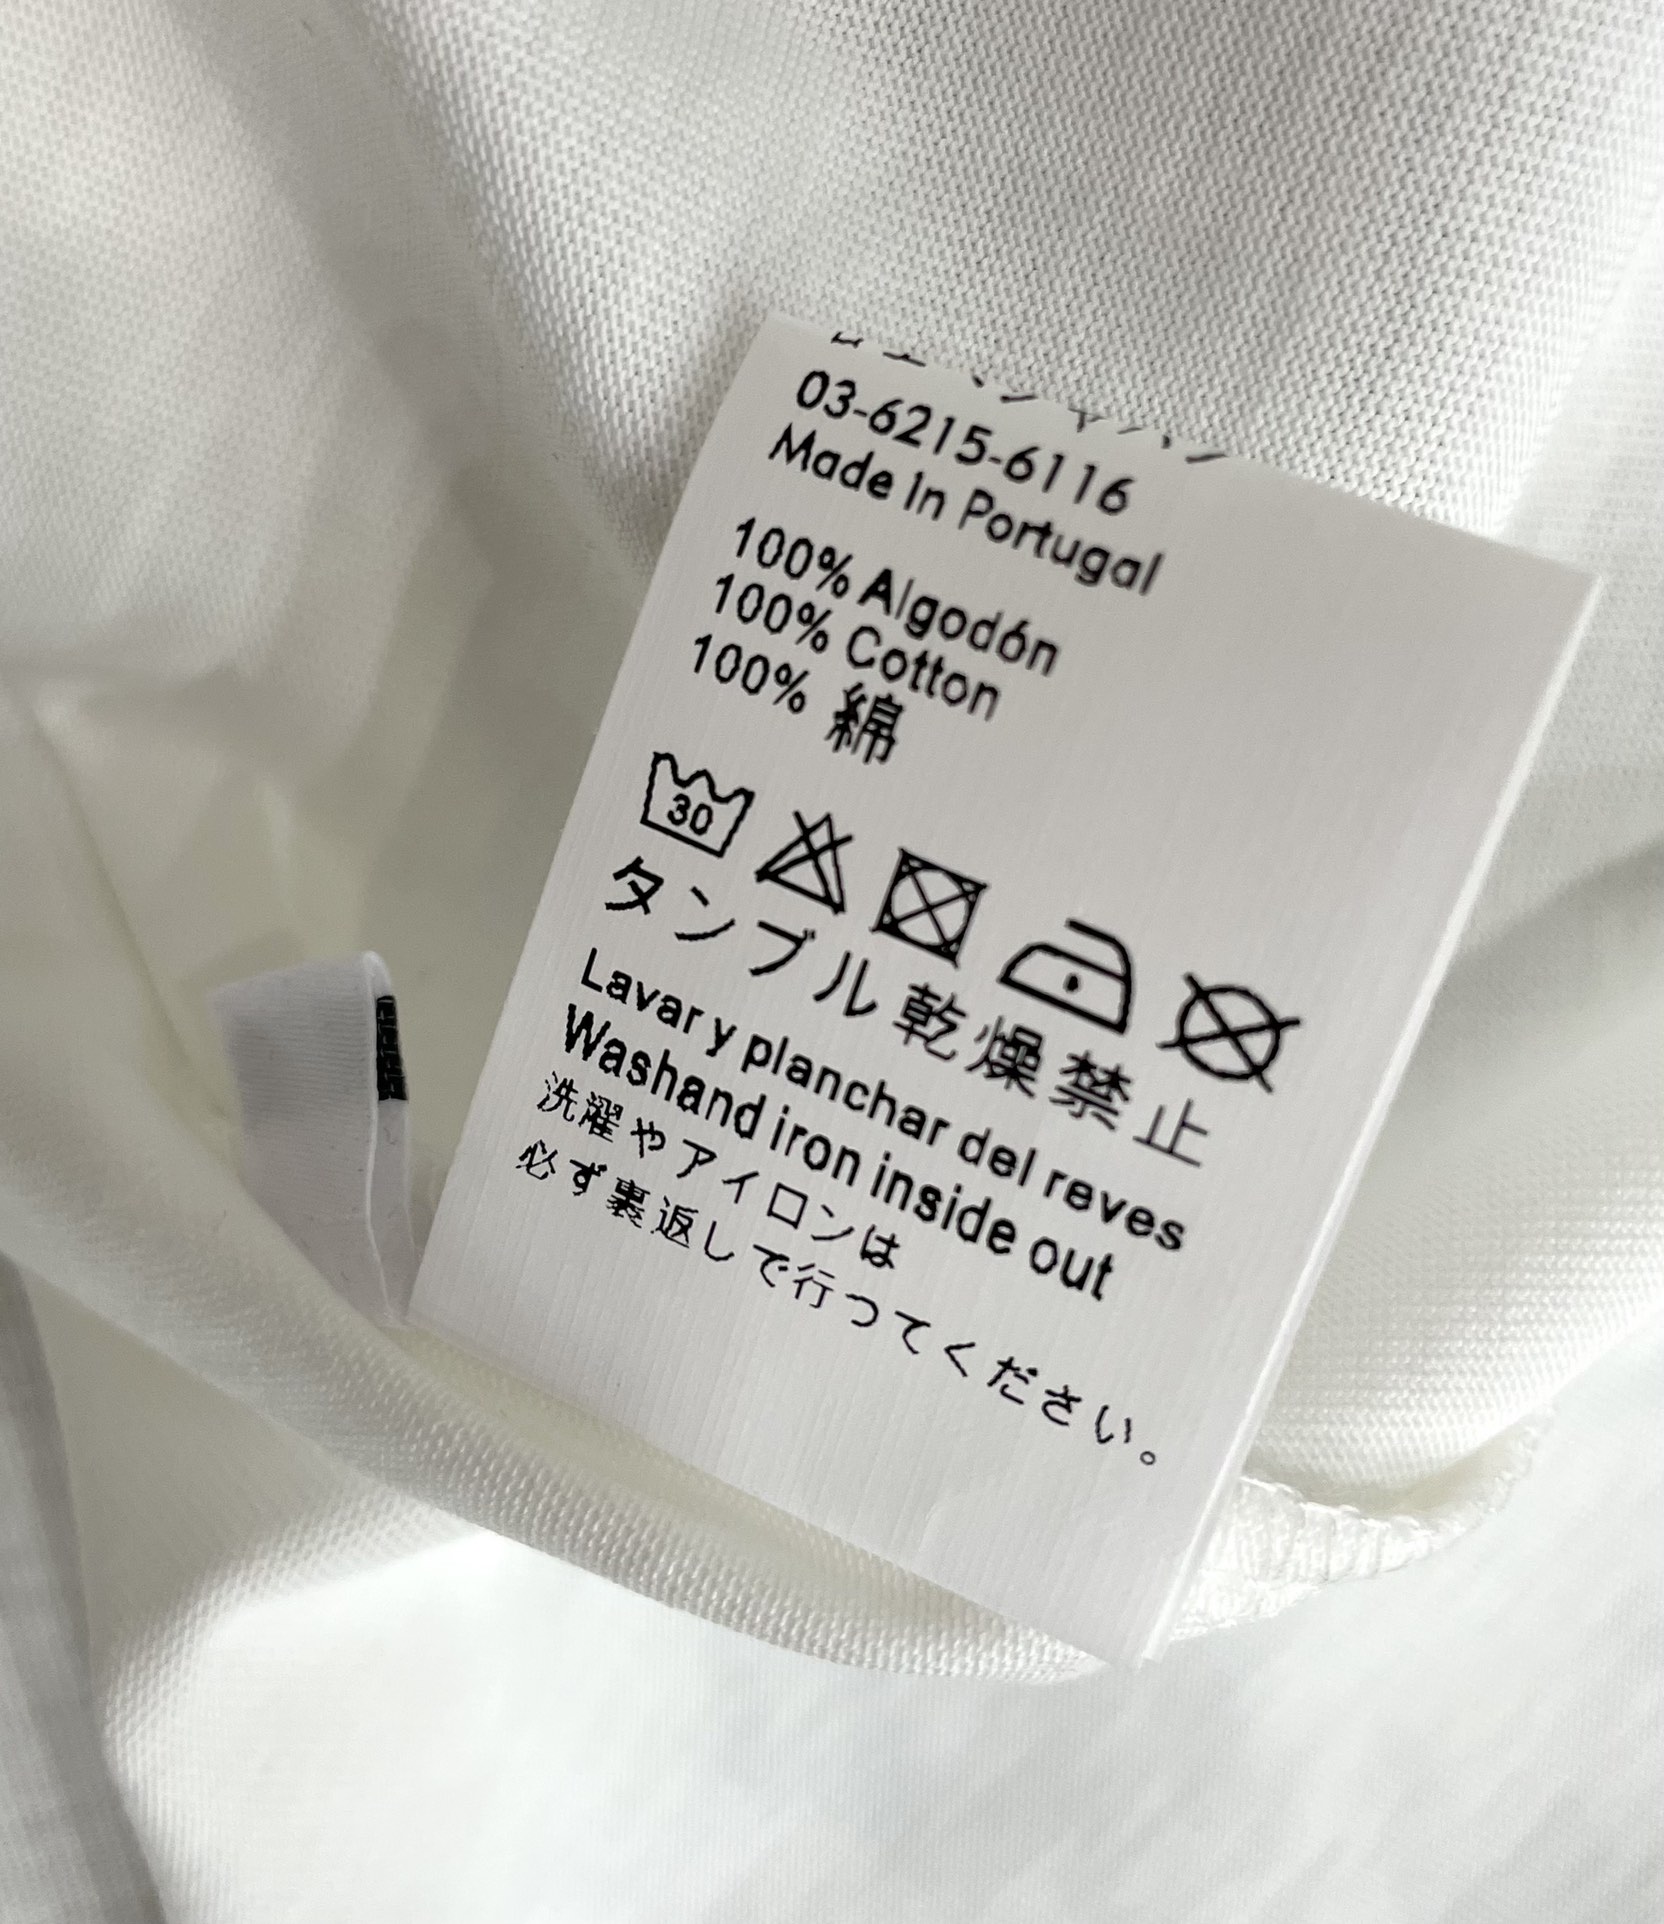 03-6215-6116
Made in Portugal
100% Algodón
100% Cotton
100% 綿
30
タンブル乾燥禁止
Lavar y planchar del reves
Washand iron inside out
洗濯やアイロンは
必ず裏返しで行ってください。